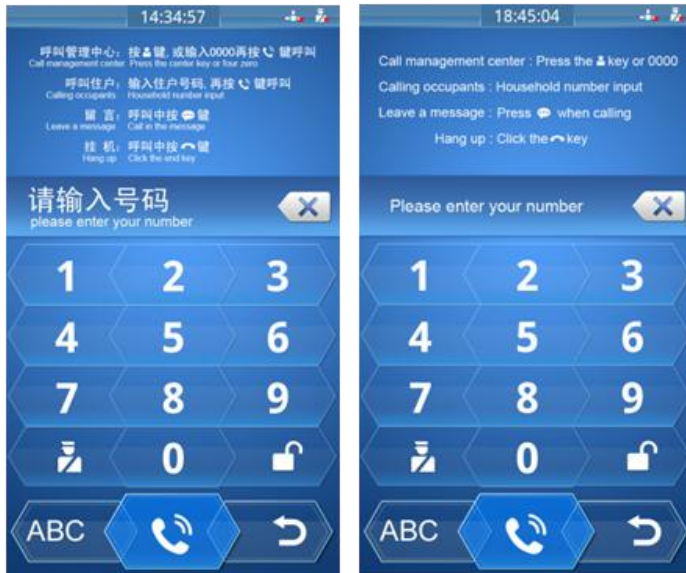 14:34:57
呼叫管理中心: 按键, 或输入0000再按键呼叫
Call management center Press the center key or four zero
呼叫住户: 输入住户号码, 再按键呼叫
Calling occupants Household number input
留 言: 呼叫中按键
Leave a message Call in the message
挂 机: 呼叫中按键
Hang up Click the end key
请输入号码
please enter your number
1 2 3
4 5 6
7 8 9
0
ABC
18:45:04
Call management center : Press the key or 0000
Calling occupants : Household number input
Leave a message : Press when calling
Hang up : Click the key
Please enter your number
1 2 3
4 5 6
7 8 9
0
ABC